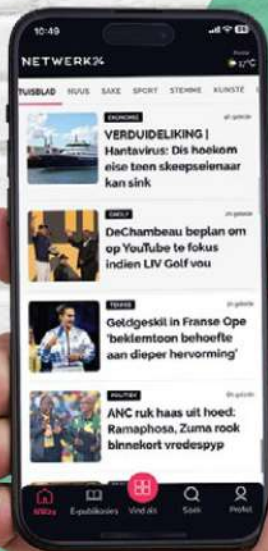 10:49
NETWERK24
17°C
TUISBLAD NUUS SAKE SPORT STEMME KUNSTE
EKONOMIE
VERDUIDELIKING |
Hantavirus: Dis hoekom
eise teen skeepseienaar
kan sink
GHOLF
DeChambeau beplan om
op YouTube te fokus
indien LIV Golf vou
TENNIS
Geldgeskil in Franse Ope
'beklemtoon behoefte
aan dieper hervorming'
POLITIEK
ANC ruk haas uit hoed:
Ramaphosa, Zuma rook
binnekort vredespyp
NW24 E-publikasies Vind als Soek Profiel